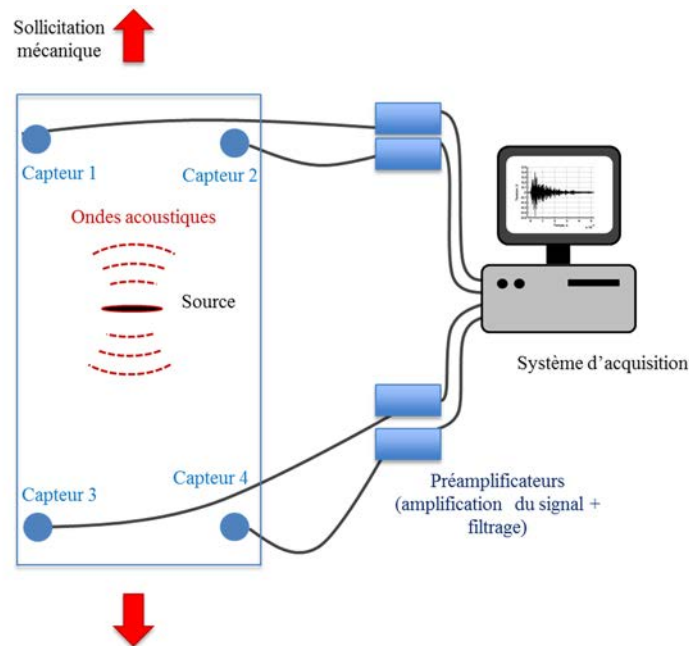 Sollicitation
mécanique
Capteur 1
Capteur 2
Ondes acoustiques
Source
Système d'acquisition
Capteur 3
Capteur 4
Préamplificateurs
(amplification du signal +
filtrage)